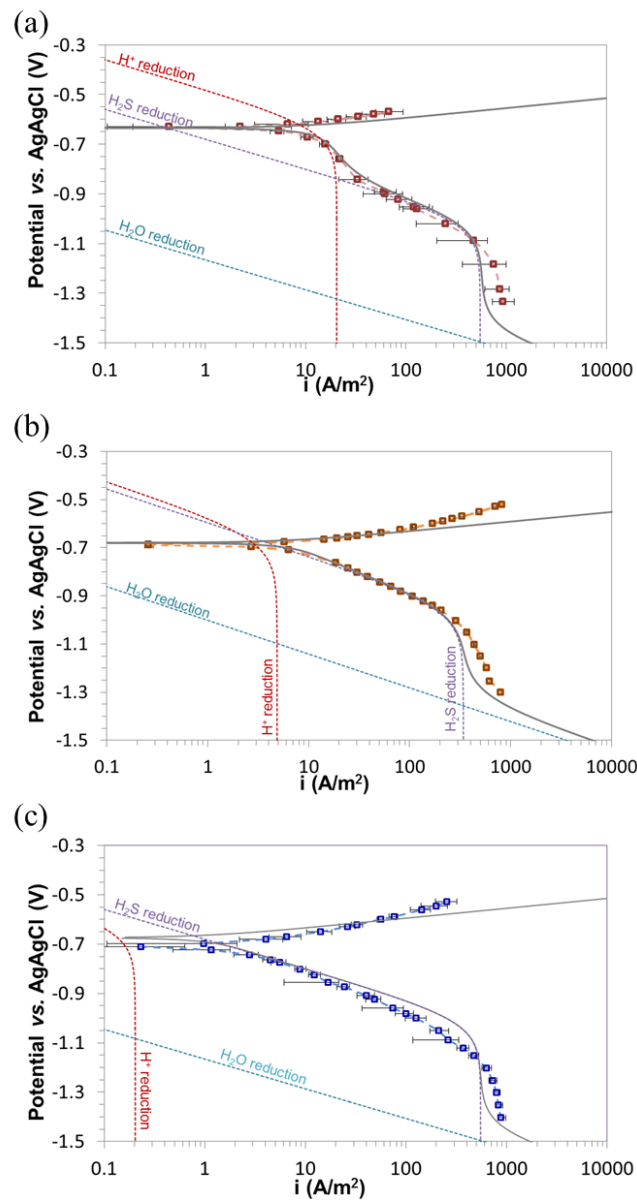 (a)
-0.3
-0.5
-0.7
-0.9
-1.1
-1.3
-1.5
Potential vs. AgAgCl (V)
H⁺ reduction
H₂S reduction
H₂O reduction
0.1 1 10 100 1000 10000
i (A/m²)
(b)
-0.3
-0.5
-0.7
-0.9
-1.1
-1.3
-1.5
Potential vs. AgAgCl (V)
H₂O reduction
H⁺ reduction
H₂S reduction
0.1 1 10 100 1000 10000
i (A/m²)
(c)
-0.3
-0.5
-0.7
-0.9
-1.1
-1.3
-1.5
Potential vs. AgAgCl (V)
H₂S reduction
H⁺ reduction
H₂O reduction
0.1 1 10 100 1000 10000
i (A/m²)